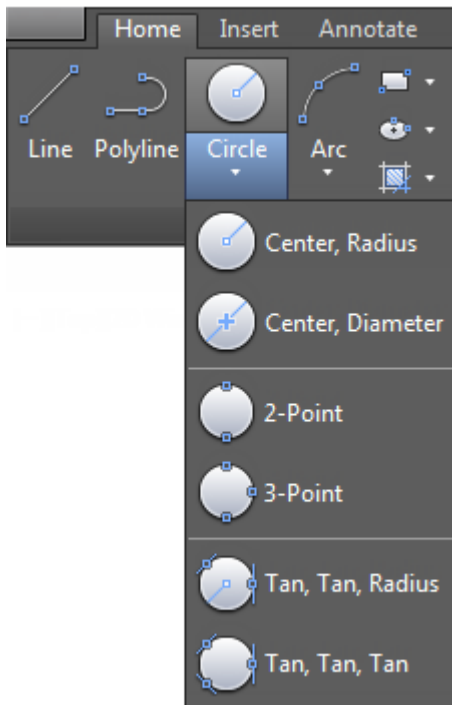 Home Insert Annotate
Line Polyline Circle Arc
Center, Radius
Center, Diameter
2-Point
3-Point
Tan, Tan, Radius
Tan, Tan, Tan